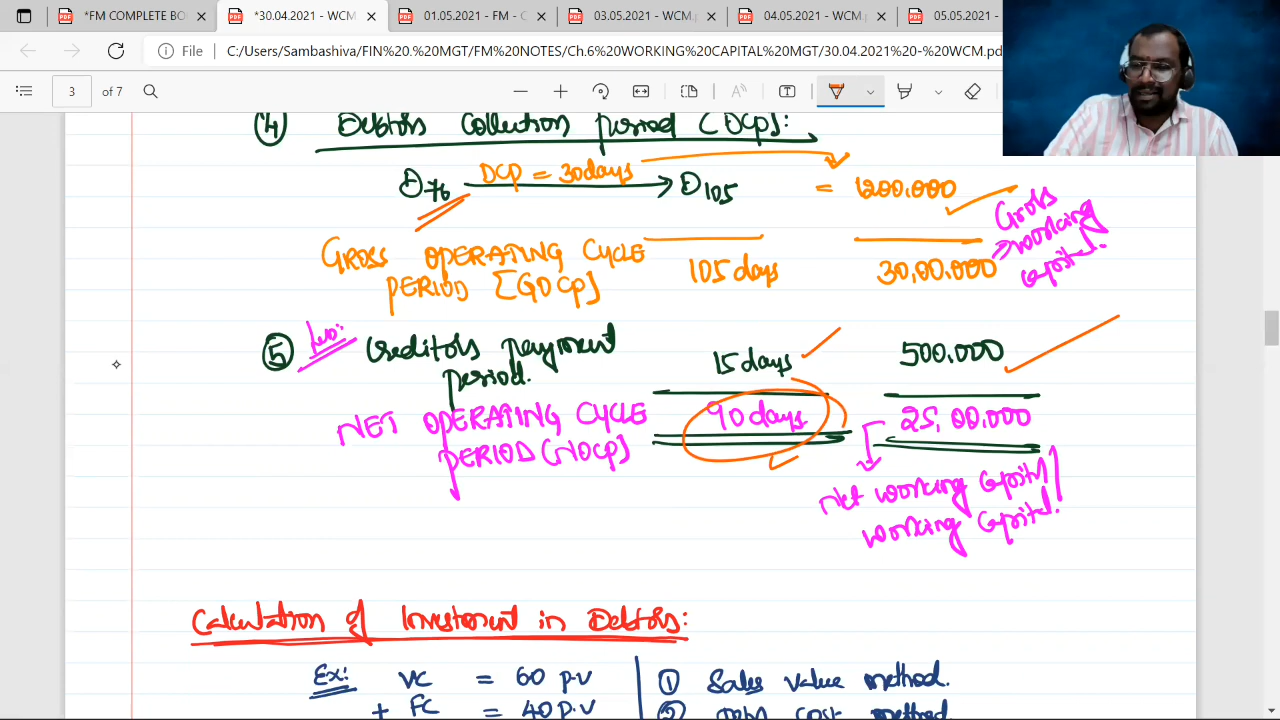 *FM COMPLETE BO
*30.04.2021 - WCM
01.05.2021 - FM - C
03.05.2021 - WCM.p
04.05.2021 - WCM.p
05.05.2021 -
File C:/Users/Sambashiva/FIN%20.%20MGT/FM%20NOTES/Ch.6%20WORKING%20CAPITAL%20MGT/30.04.2021%20-%20WCM.pd
3 of 7
④ Debtors Collection period (DCP):
D76 DCP = 30days D105 = 1200.000
Gross working Capital.
GROSS OPERATING CYCLE PERIOD [GOCP] 105 days 30,00.000
⑤ Less: Creditors payment period. 15 days 500.000
NET OPERATING CYCLE PERIOD (NOCP) 90 days 25,00.000
Net working Capital/
working Capital.
Calculation of Investment in Debtors:
Ex: VC = 60 p.v ① Sales value method.
+ FC = 40 p.v ② cost method